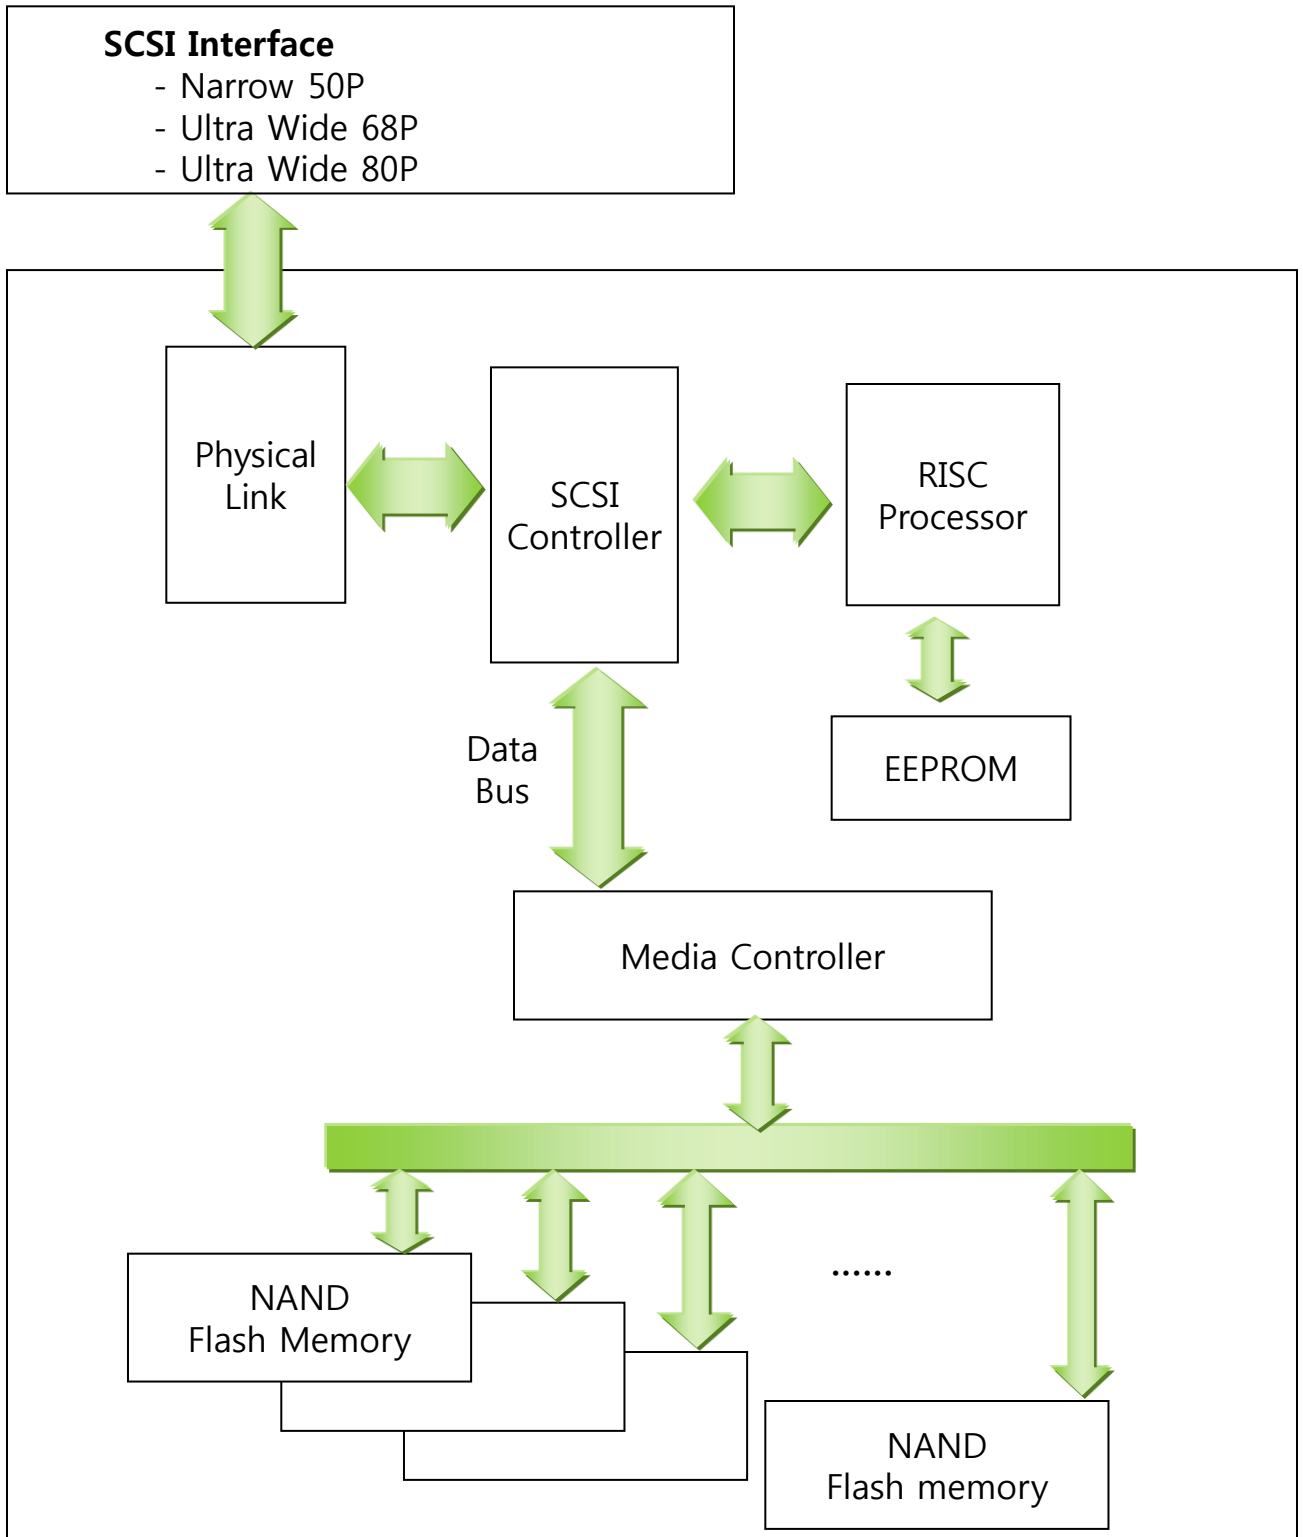 SCSI Interface
- Narrow 50P
- Ultra Wide 68P
- Ultra Wide 80P
Physical
Link
SCSI
Controller
RISC
Processor
EEPROM
Data
Bus
Media Controller
......
NAND
Flash Memory
NAND
Flash memory